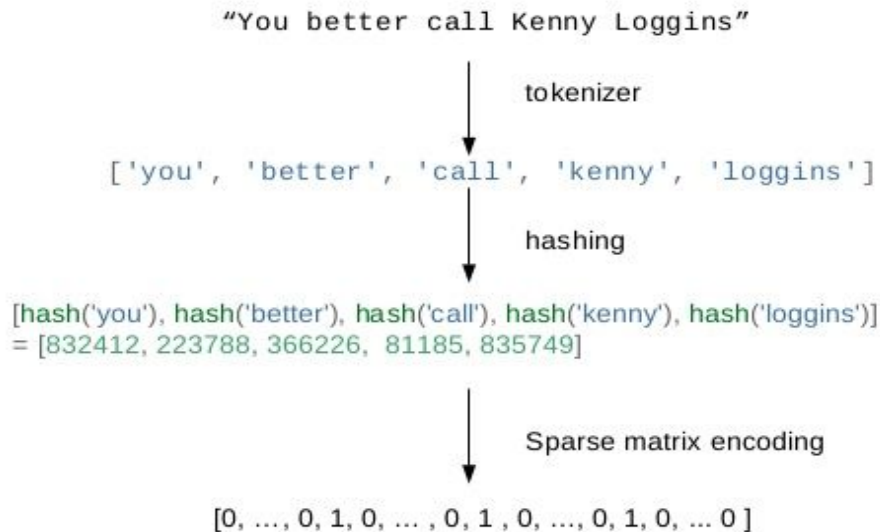 “You better call Kenny Loggins”
tokenizer
['you', 'better', 'call', 'kenny', 'loggins']
hashing
[hash('you'), hash('better'), hash('call'), hash('kenny'), hash('loggins')]
= [832412, 223788, 366226, 81185, 835749]
Sparse matrix encoding
[0, ..., 0, 1, 0, ... , 0, 1 , 0, ..., 0, 1, 0, ... 0 ]